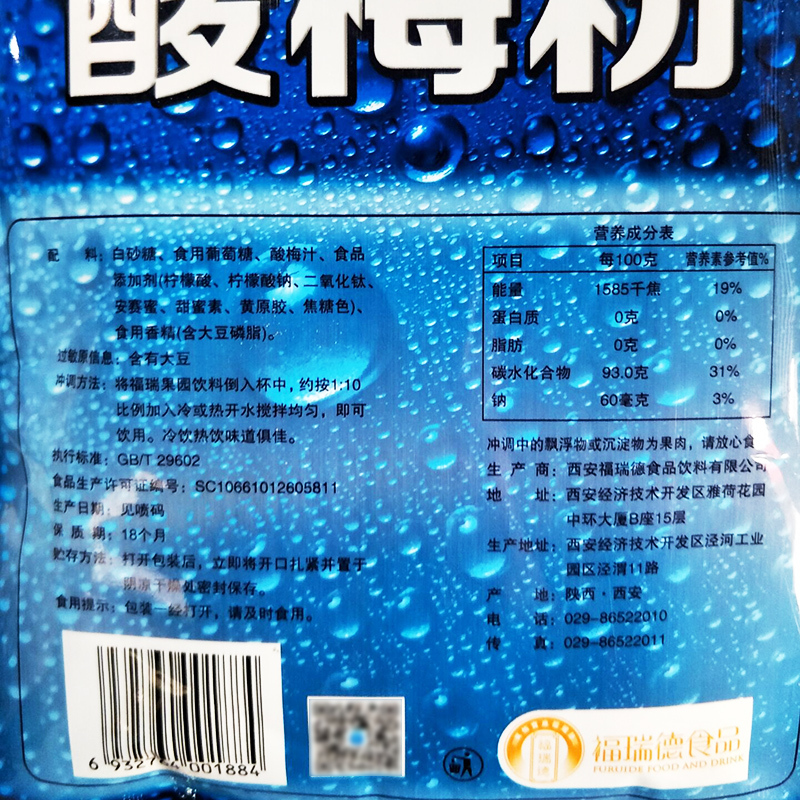 酸梅粉
配 料：白砂糖、食用葡萄糖、酸梅汁、食品
添加剂(柠檬酸、柠檬酸钠、二氧化钛、
安赛蜜、甜蜜素、黄原胶、焦糖色)、
食用香精(含大豆磷脂)。
过敏原信息：含有大豆
冲调方法：将福瑞果园饮料倒入杯中，约按1:10
比例加入冷或热开水搅拌均匀，即可
饮用。冷饮热饮味道俱佳。
执行标准：GB/T 29602
食品生产许可证编号：SC10661012605811
生产日期：见喷码
保 质 期：18个月
贮存方法：打开包装后，立即将开口扎紧并置于
阴凉干燥处密封保存。
食用提示：包装一经打开，请及时食用。
营养成分表
项目 每100克 营养素参考值%
能量 1585千焦 19%
蛋白质 0克 0%
脂肪 0克 0%
碳水化合物 93.0克 31%
钠 60毫克 3%
冲调中的飘浮物或沉淀物为果肉，请放心食
生 产 商：西安福瑞德食品饮料有限公司
地 址：西安经济技术开发区雅荷花园
中环大厦B座15层
生产地址：西安经济技术开发区泾河工业
园区泾渭11路
产 地：陕西·西安
电 话：029-86522010
传 真：029-86522011
福瑞德
福瑞德食品
FURUIDE FOOD AND DRINK